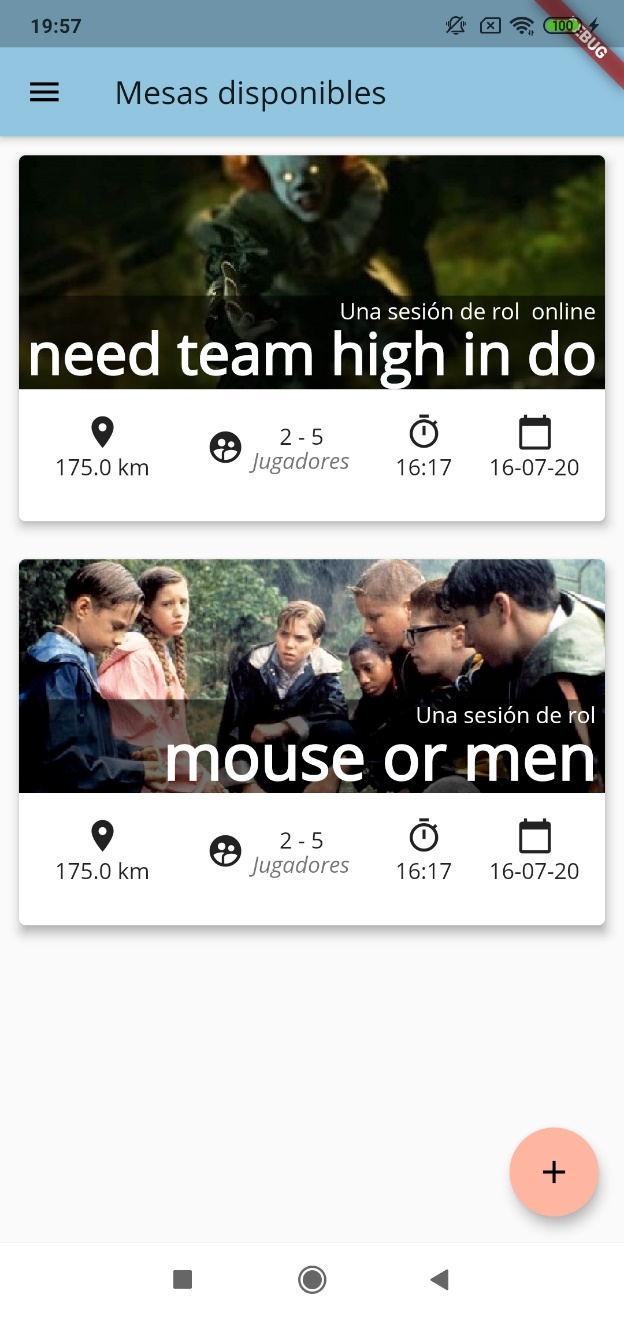 19:57
100
BUG
Mesas disponibles
Una sesión de rol  online
need team high in do
175.0 km
2 - 5
Jugadores
16:17
16-07-20
Una sesión de rol
mouse or men
175.0 km
2 - 5
Jugadores
16:17
16-07-20